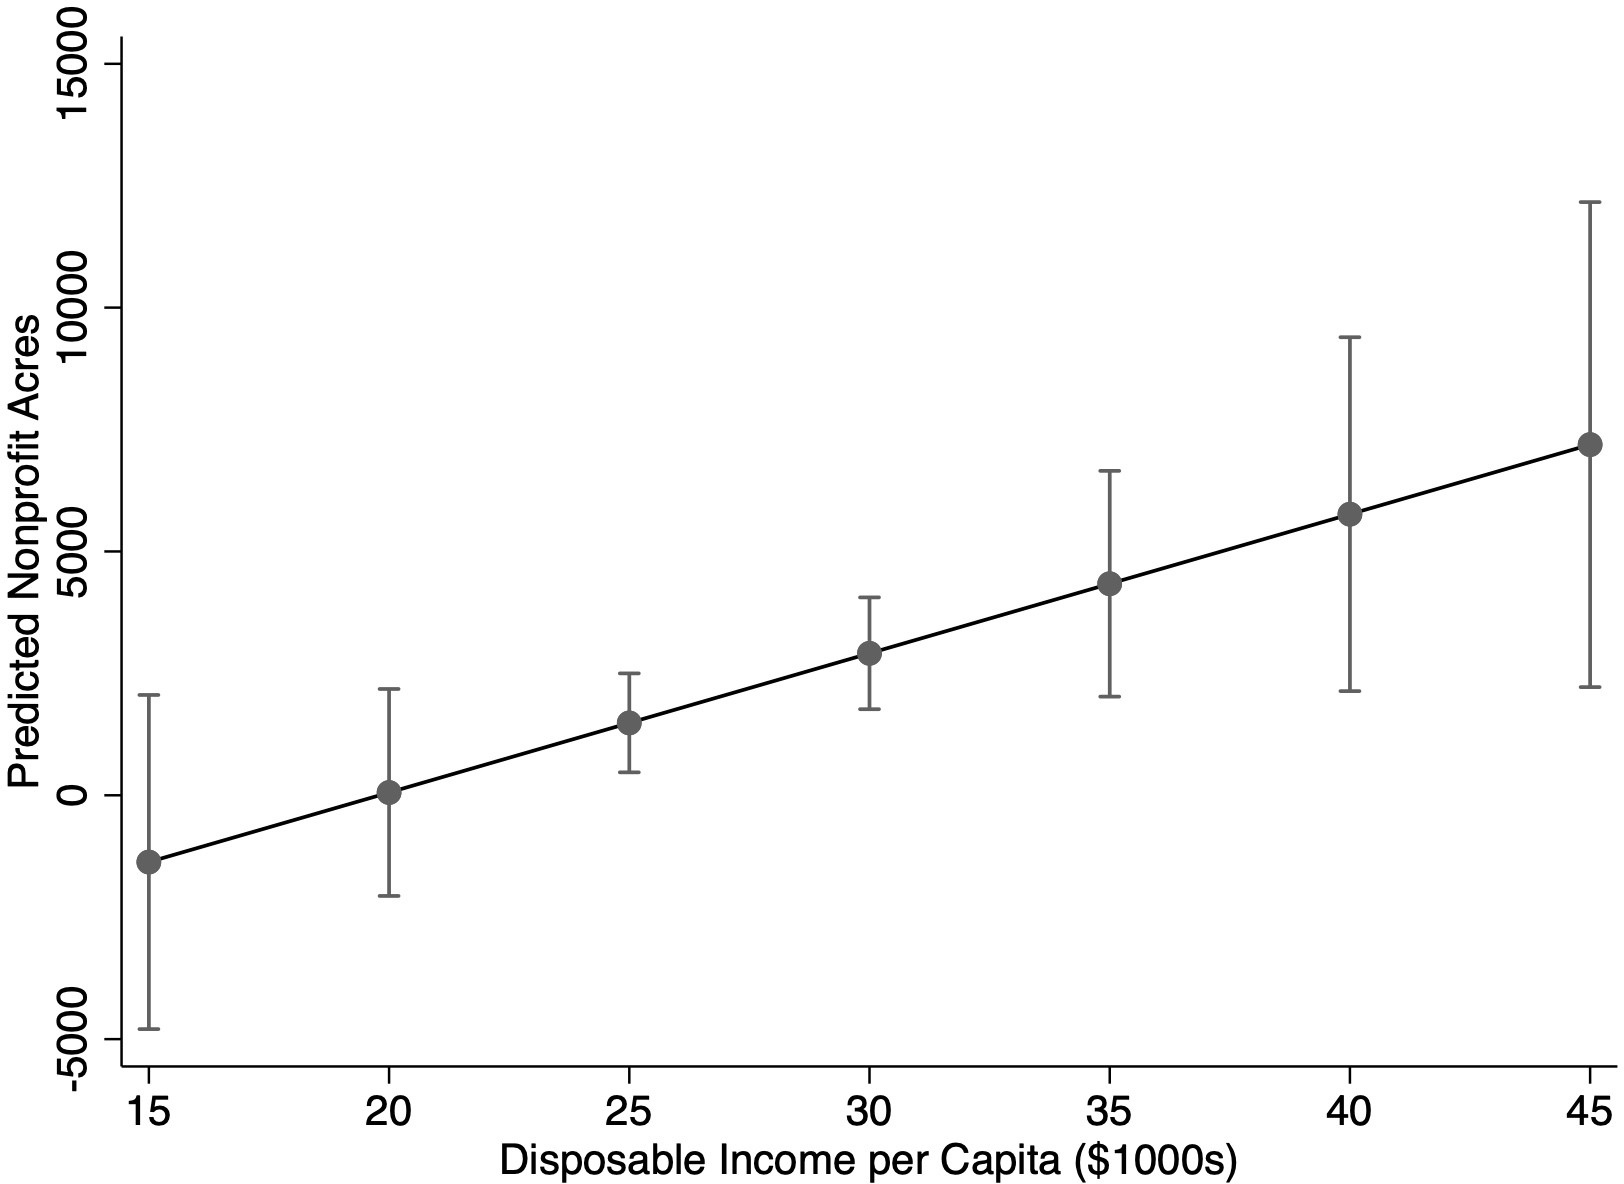 Predicted Nonprofit Acres
15000
10000
5000
0
-5000
15 20 25 30 35 40 45
Disposable Income per Capita ($1000s)